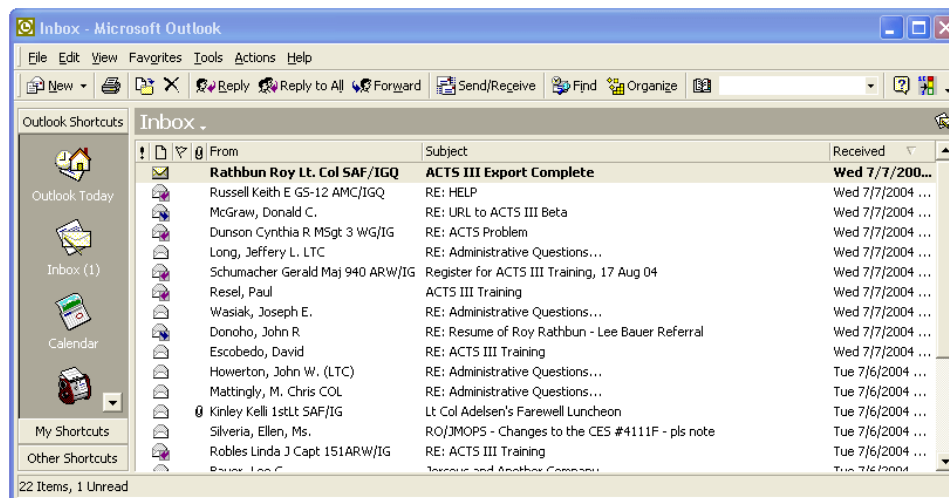 Inbox - Microsoft Outlook
File Edit View Favorites Tools Actions Help
New Reply Reply to All Forward Send/Receive Find Organize
Outlook Shortcuts Inbox
From Subject Received
Rathbun Roy Lt. Col SAF/IGQ ACTS III Export Complete Wed 7/7/200...
Outlook Today Russell Keith E GS-12 AMC/IGQ RE: HELP Wed 7/7/2004 ...
McGraw, Donald C. RE: URL to ACTS III Beta Wed 7/7/2004 ...
Dunson Cynthia R MSgt 3 WG/IG RE: ACTS Problem Wed 7/7/2004 ...
Long, Jeffery L. LTC RE: Administrative Questions... Wed 7/7/2004 ...
Inbox (1) Schumacher Gerald Maj 940 ARW/IG Register for ACTS III Training, 17 Aug 04 Wed 7/7/2004 ...
Resel, Paul ACTS III Training Wed 7/7/2004 ...
Wasiak, Joseph E. RE: Administrative Questions... Wed 7/7/2004 ...
Donoho, John R RE: Resume of Roy Rathbun - Lee Bauer Referral Wed 7/7/2004 ...
Calendar Escobedo, David RE: ACTS III Training Wed 7/7/2004 ...
Howerton, John W. (LTC) RE: Administrative Questions... Tue 7/6/2004 ...
Mattingly, M. Chris COL RE: Administrative Questions... Tue 7/6/2004 ...
Kinley Kelli 1stLt SAF/IG Lt Col Adelsen's Farewell Luncheon Tue 7/6/2004 ...
My Shortcuts Silveria, Ellen, Ms. RO/JMOPS - Changes to the CES #4111F - pls note Tue 7/6/2004 ...
Other Shortcuts Robles Linda J Capt 151ARW/IG RE: ACTS III Training Tue 7/6/2004 ...
22 Items, 1 Unread